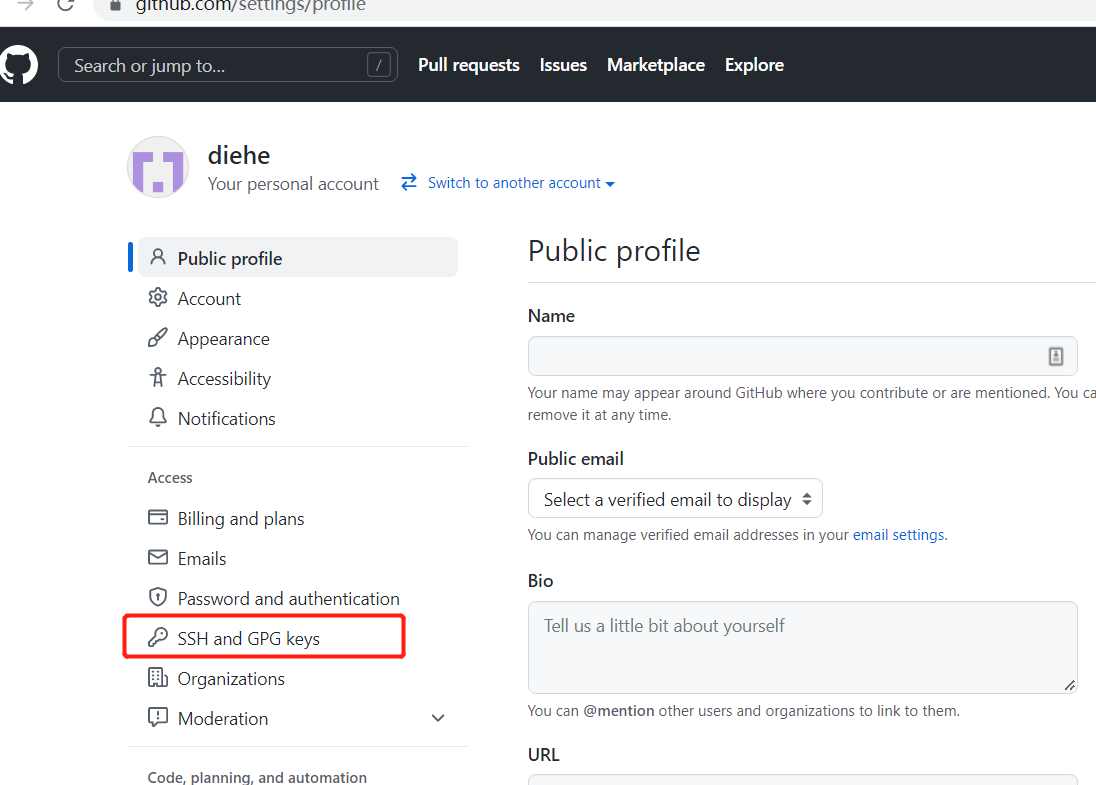 github.com/settings/profile
Search or jump to... /
Pull requests Issues Marketplace Explore
diehe
Your personal account Switch to another account
Public profile
Account
Appearance
Accessibility
Notifications
Access
Billing and plans
Emails
Password and authentication
SSH and GPG keys
Organizations
Moderation
Code, planning, and automation
Public profile
Name
Your name may appear around GitHub where you contribute or are mentioned. You ca
remove it at any time.
Public email
Select a verified email to display
You can manage verified email addresses in your email settings.
Bio
Tell us a little bit about yourself
You can @mention other users and organizations to link to them.
URL